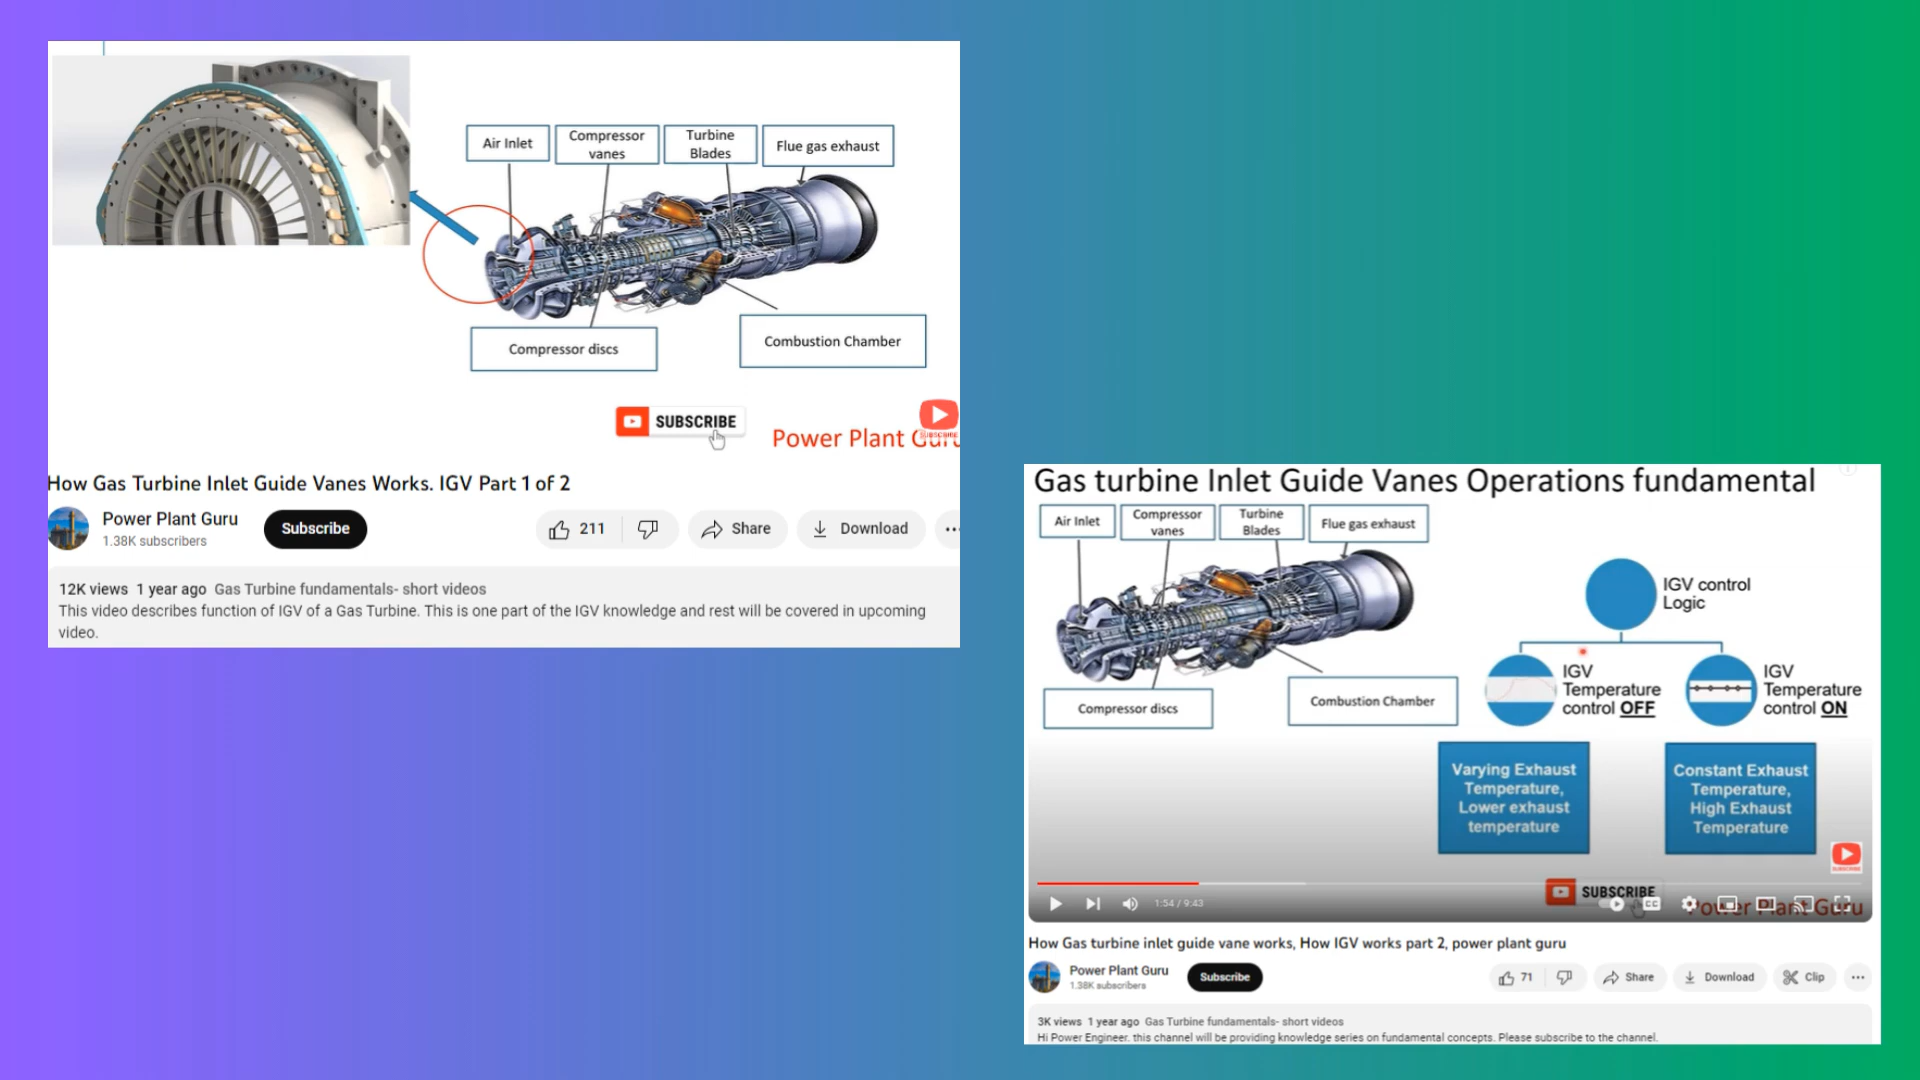 Air Inlet
Compressor
vanes
Turbine
Blades
Flue gas exhaust
Compressor discs
Combustion Chamber
SUBSCRIBE
Power Plant Guru
How Gas Turbine Inlet Guide Vanes Works. IGV Part 1 of 2
Power Plant Guru
1.38K subscribers
Subscribe
211
Share
Download
12K views 1 year ago Gas Turbine fundamentals- short videos
This video describes function of IGV of a Gas Turbine. This is one part of the IGV knowledge and rest will be covered in upcoming
video.
Gas turbine Inlet Guide Vanes Operations fundamental
Air Inlet
Compressor
vanes
Turbine
Blades
Flue gas exhaust
Compressor discs
Combustion Chamber
IGV control
Logic
IGV
Temperature
control OFF
IGV
Temperature
control ON
Varying Exhaust
Temperature,
Lower exhaust
temperature
Constant Exhaust
Temperature,
High Exhaust
Temperature
SUBSCRIBE
1:54 / 9:43
CC
Power Plant Guru
How Gas turbine inlet guide vane works, How IGV works part 2, power plant guru
Power Plant Guru
1.38K subscribers
Subscribe
71
Share
Download
Clip
3K views 1 year ago Gas Turbine fundamentals- short videos
Hi Power Engineer. this channel will be providing knowledge series on fundamental concepts. Please subscribe to the channel.